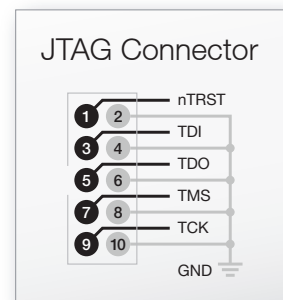 JTAG Connector
nTRST
1 2
TDI
3 4
TDO
5 6
TMS
7 8
TCK
9 10
GND